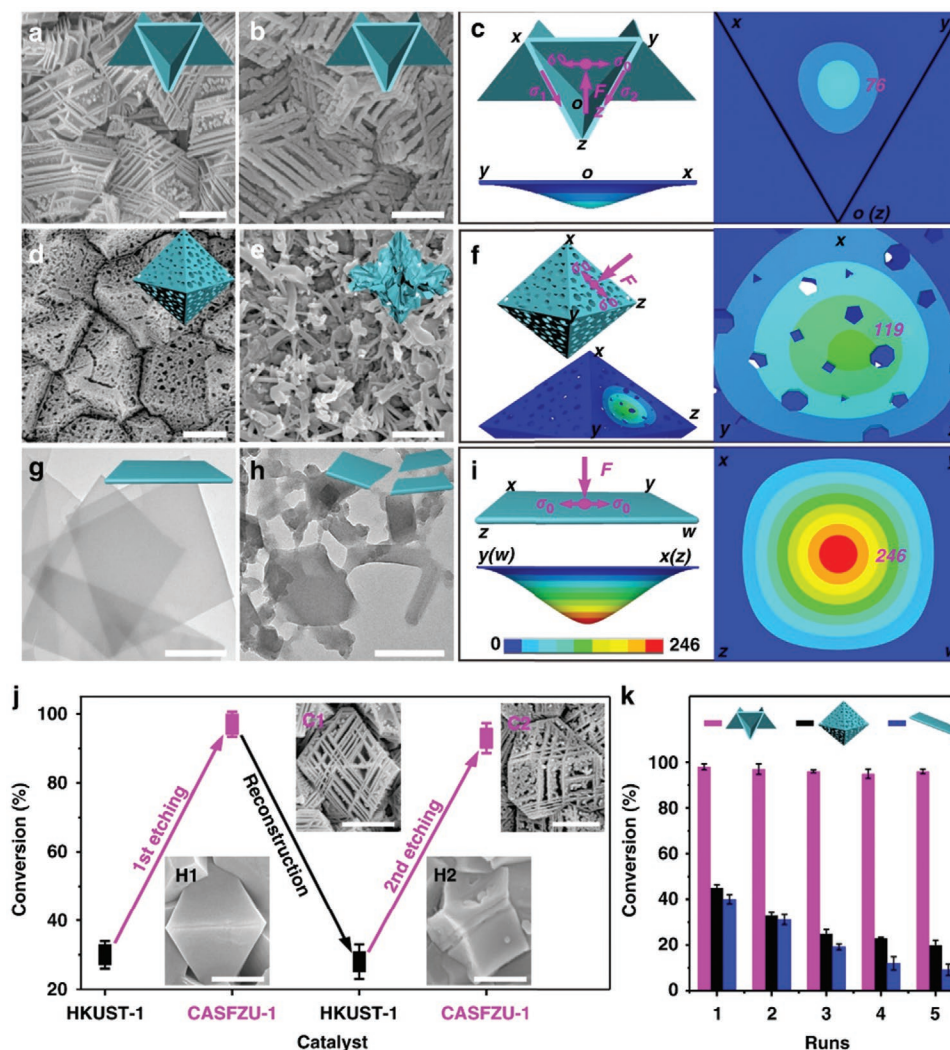 a
b
c
x
y
σ0
σ0
σ1
σ2
F
o
z
z
y
o
x
x
y
76
o (z)
d
e
f
x
σ0
F
σ0
z
y
x
z
y
x
119
y
g
h
i
F
x
y
σ0
σ0
z
w
y(w)
x(z)
0
246
x
246
z
w
j
100
80
60
40
20
Conversion (%)
1st etching
Reconstruction
2nd etching
C1
C2
H1
H2
HKUST-1
CASFZU-1
HKUST-1
CASFZU-1
Catalyst
k
100
80
60
40
20
0
Conversion (%)
1
2
3
4
5
Runs